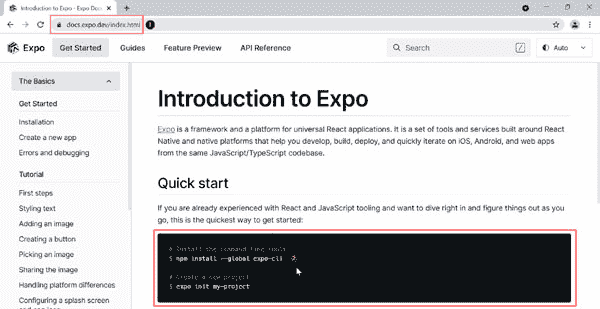 Introduction to Expo - Expo Doc
docs.expo.dev/index.html
Expo
Get Started
Guides
Feature Preview
API Reference
Search
/
Auto
The Basics
Get Started
Installation
Create a new app
Errors and debugging
Tutorial
First steps
Styling text
Adding an image
Creating a button
Picking an image
Sharing the image
Handling platform differences
Configuring a splash screen
Introduction to Expo
Expo is a framework and a platform for universal React applications. It is a set of tools and services built around React
Native and native platforms that help you develop, build, deploy, and quickly iterate on iOS, Android, and web apps
from the same JavaScript/TypeScript codebase.
Quick start
If you are already experienced with React and JavaScript tooling and want to dive right in and figure things out as you
go, this is the quickest way to get started:
# Install the command line tools
$ npm install --global expo-cli
# Create a new project
$ expo init my-project